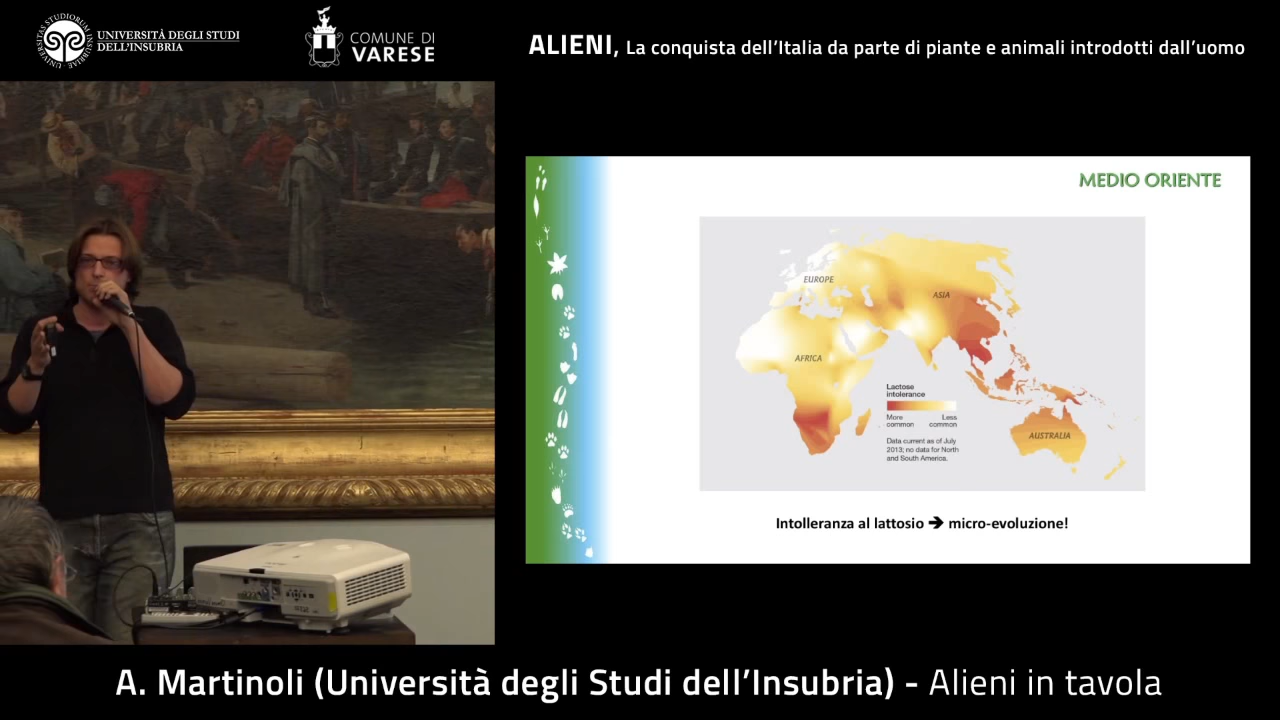 UNIVERSITÀ DEGLI STUDI
DELL'INSUBRIA
COMUNE DI
VARESE
ALIENI, La conquista dell'Italia da parte di piante e animali introdotti dall'uomo
MEDIO ORIENTE
EUROPE
ASIA
AFRICA
Lactose
intolerance
More
common
Less
common
Data current as of July
2013; no data for North
and South America.
AUSTRALIA
Intolleranza al lattosio ➔ micro-evoluzione!
A. Martinoli (Università degli Studi dell'Insubria) - Alieni in tavola